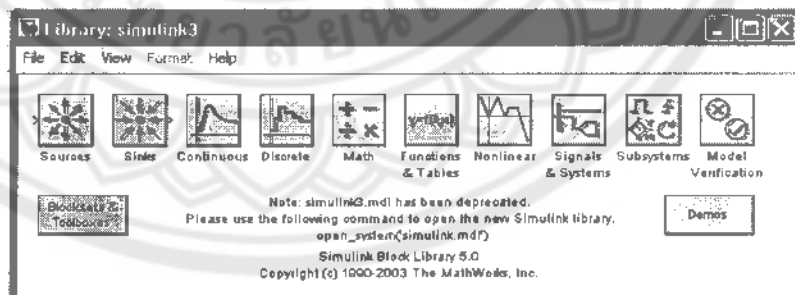 Library: simulink3
File Edit View Format Help
Sources Sinks Continuous Discrete Math Functions & Tables Nonlinear Signals & Systems Subsystems Model Verification
Blocksets & Toolboxes
Note: simulink3.mdl has been deprecated.
Please use the following command to open the new Simulink library.
open_system('simulink.mdl')
Demos
Simulink Block Library 5.0
Copyright (c) 1990-2003 The MathWorks, Inc.